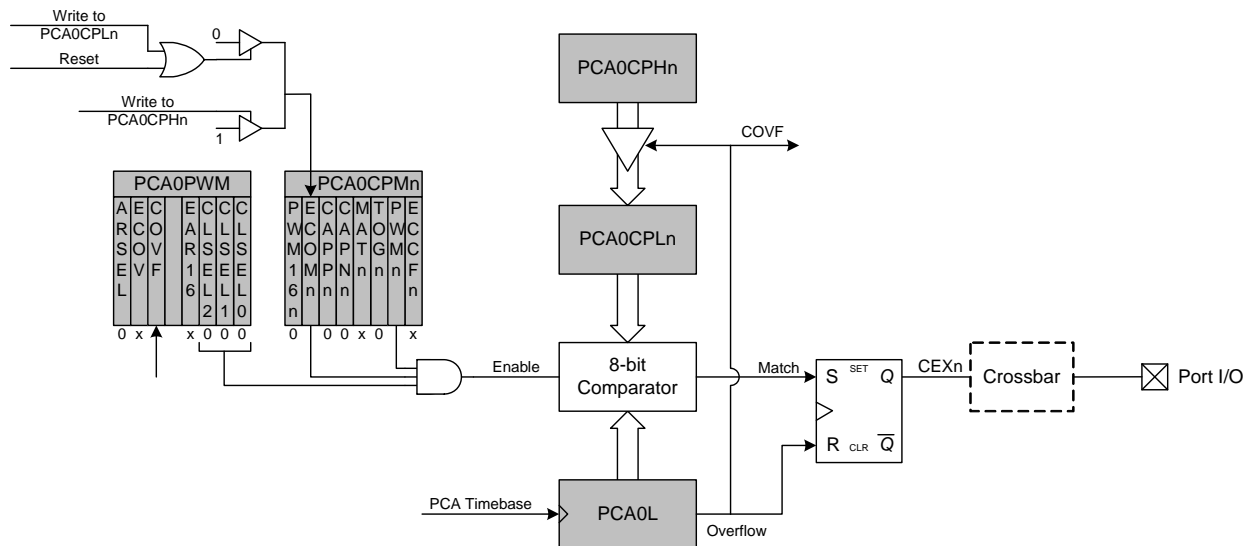 Write to
PCA0CPLn
Reset
0
Write to
PCA0CPHn
1
PCA0CPHn
COVF
PCA0PWM
ARSEL
ECOV
COVF
EAR16
CLSEL2
CLSEL1
CLSEL0
0 x x 0 0 0
PCA0CPMn
PWM16n
ECOMn
CAPPn
CAPNn
MATn
TOGn
PWMn
ECCFn
0 0 0 x 0 x
PCA0CPLn
Enable
8-bit
Comparator
Match
S SET Q
R CLR Q
CEXn
Crossbar
Port I/O
PCA Timebase
PCA0L
Overflow